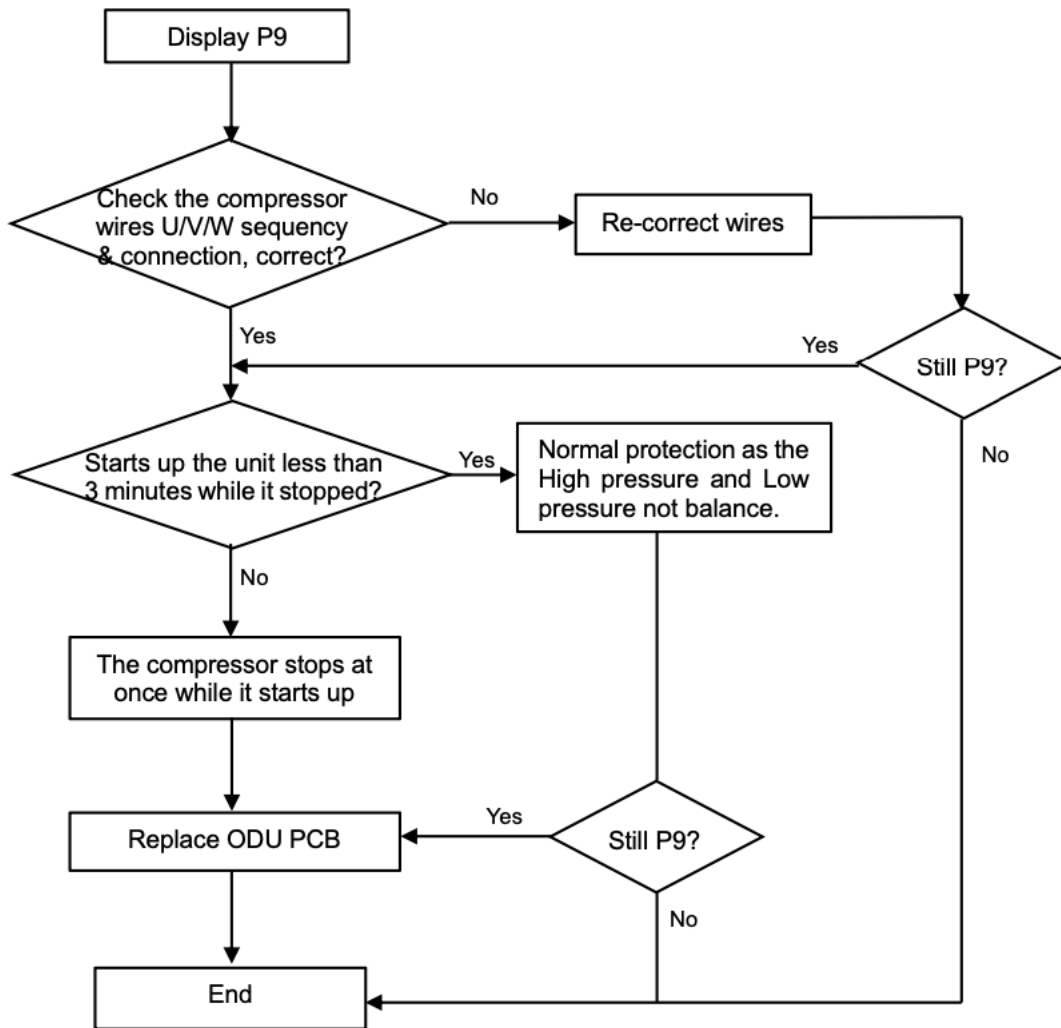 Display P9
Check the compressor
wires U/V/W sequency
& connection, correct?
No
Re-correct wires
Yes
Yes
Still P9?
No
Starts up the unit less than
3 minutes while it stopped?
Yes
Normal protection as the
High pressure and Low
pressure not balance.
No
The compressor stops at
once while it starts up
Replace ODU PCB
Yes
Still P9?
No
End